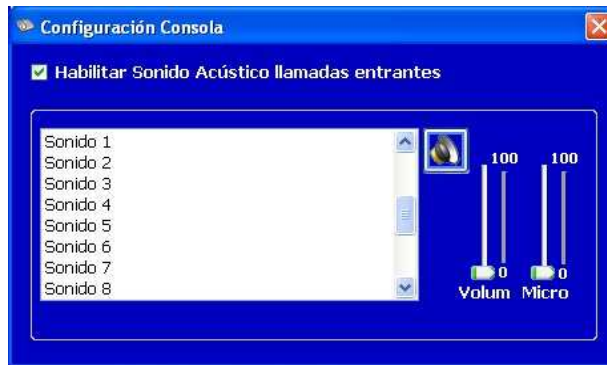 Configuración Consola
Habilitar Sonido Acústico llamadas entrantes
Sonido 1
Sonido 2
Sonido 3
Sonido 4
Sonido 5
Sonido 6
Sonido 7
Sonido 8
100 100
0 0
Volum Micro